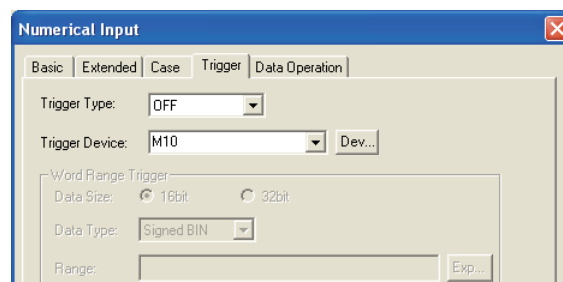 Numerical Input
Basic Extended Case Trigger Data Operation
Trigger Type: OFF
Trigger Device: M10 Dev...
Word Range Trigger
Data Size: 16bit 32bit
Data Type: Signed BIN
Range: Exp...